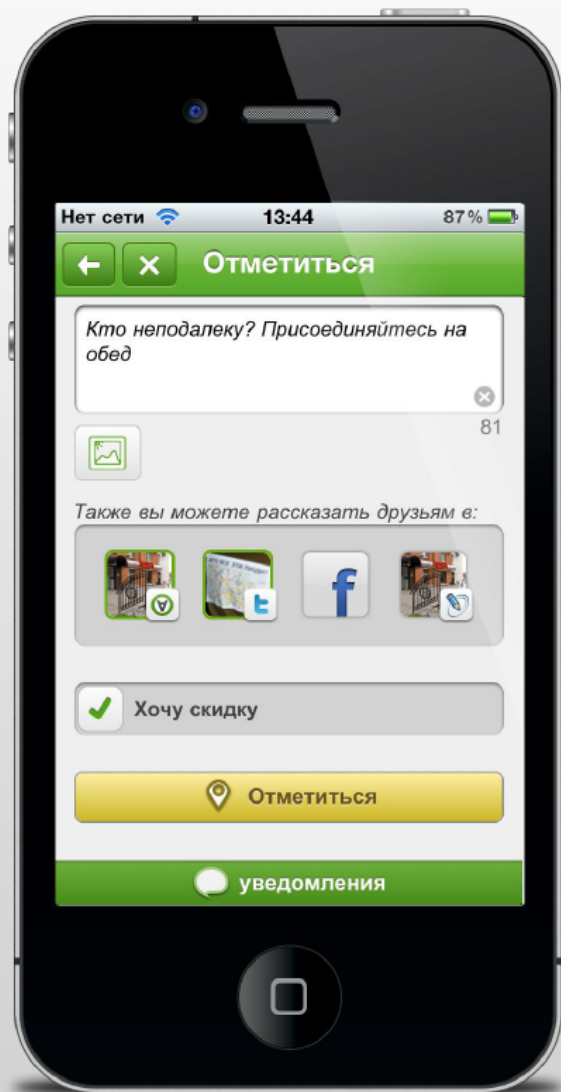 Нет сети 13:44 87%
Отметиться
Кто неподалеку? Присоединяйтесь на
обед
81
Также вы можете рассказать друзьям в:
Хочу скидку
Отметиться
уведомления